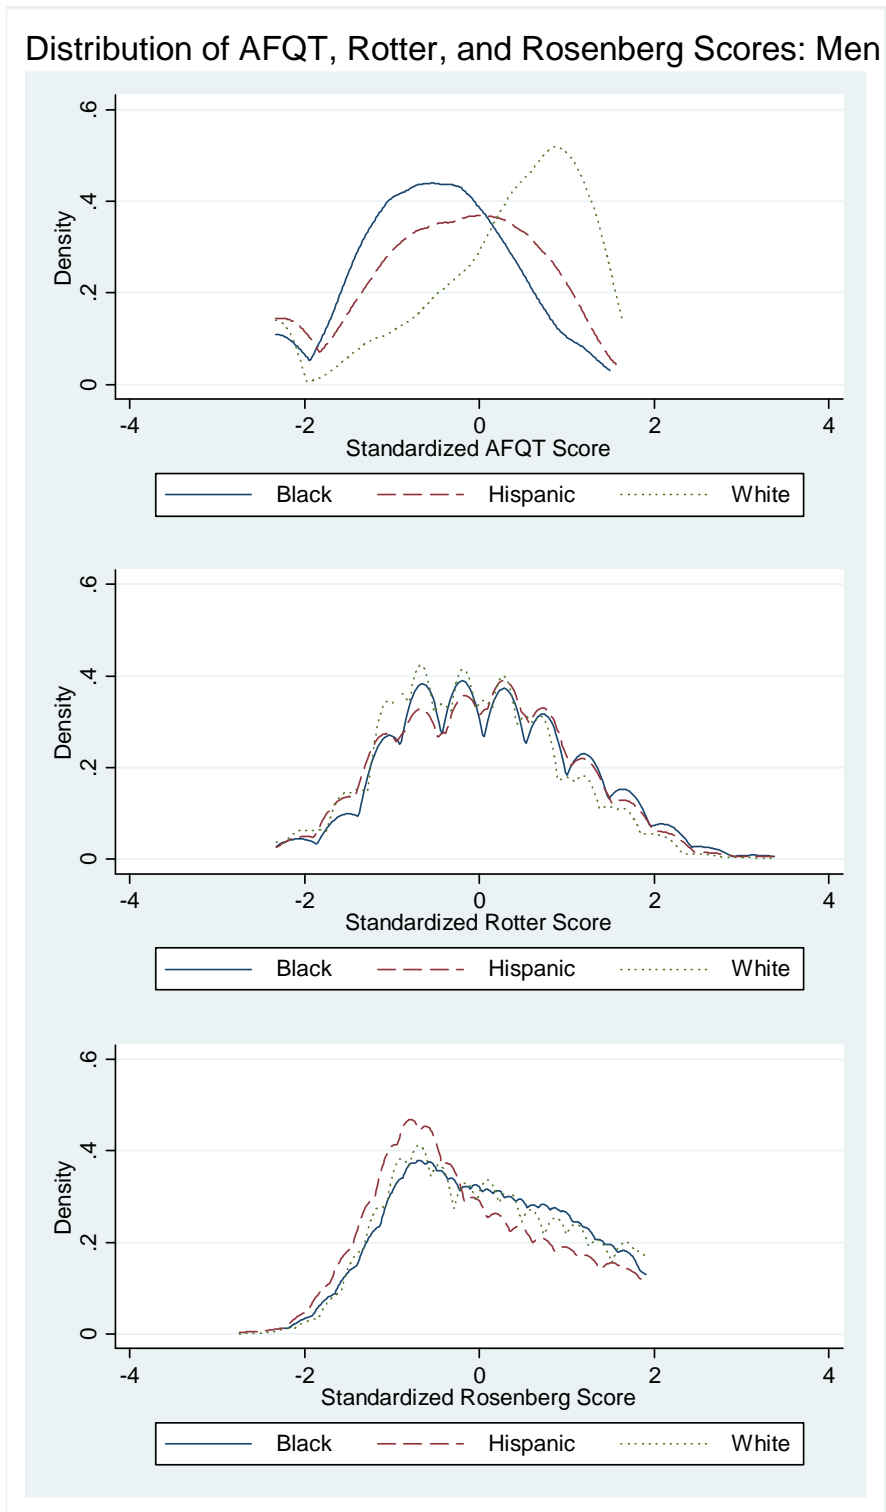 Distribution of AFQT, Rotter, and Rosenberg Scores: Men
.6
.4
.2
0
Density
-4 -2 0 2 4
Standardized AFQT Score
Black Hispanic White
.6
.4
.2
0
Density
-4 -2 0 2 4
Standardized Rotter Score
Black Hispanic White
.6
.4
.2
0
Density
-4 -2 0 2 4
Standardized Rosenberg Score
Black Hispanic White